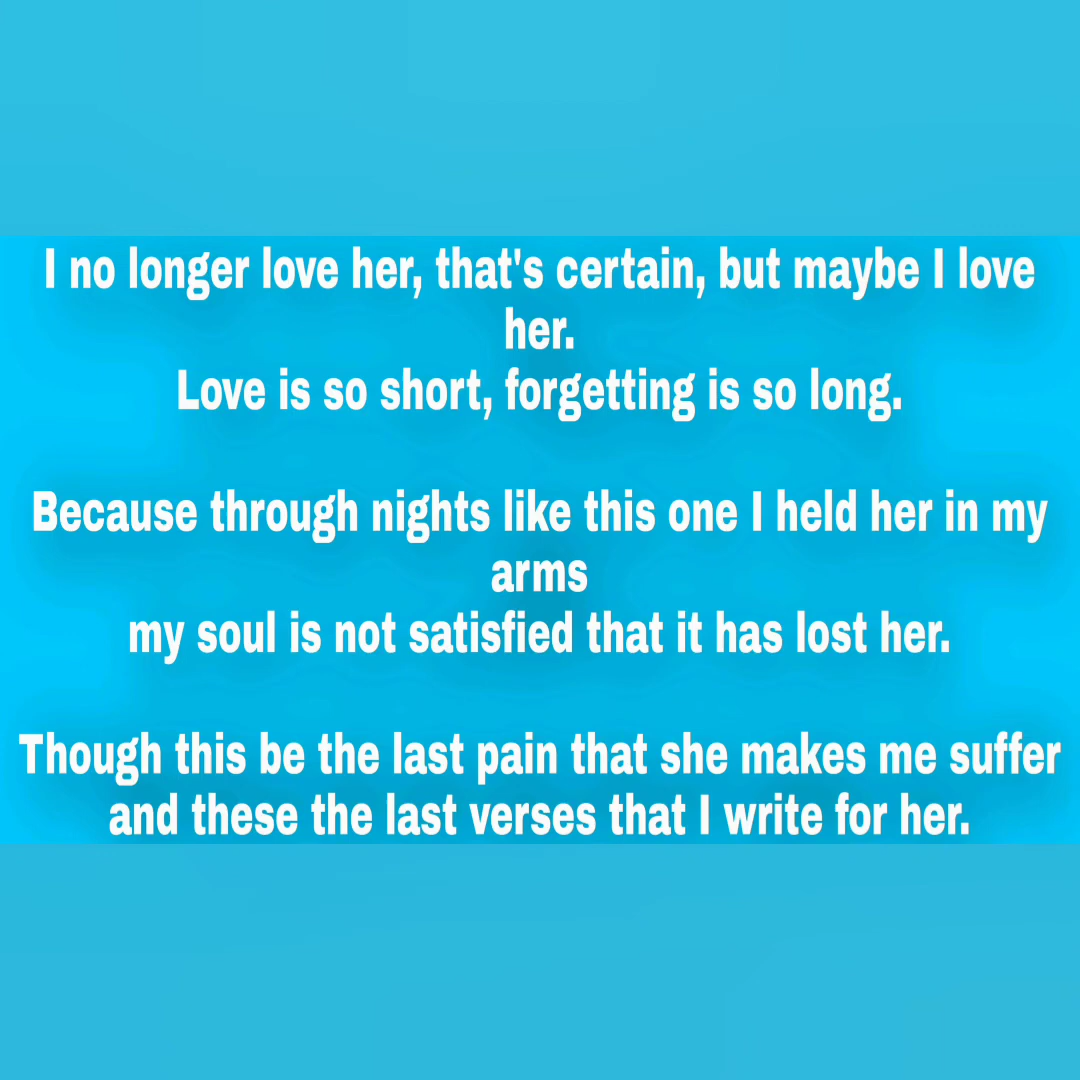 I no longer love her, that's certain, but maybe I love
her.
Love is so short, forgetting is so long.
Because through nights like this one I held her in my
arms
my soul is not satisfied that it has lost her.
Though this be the last pain that she makes me suffer
and these the last verses that I write for her.